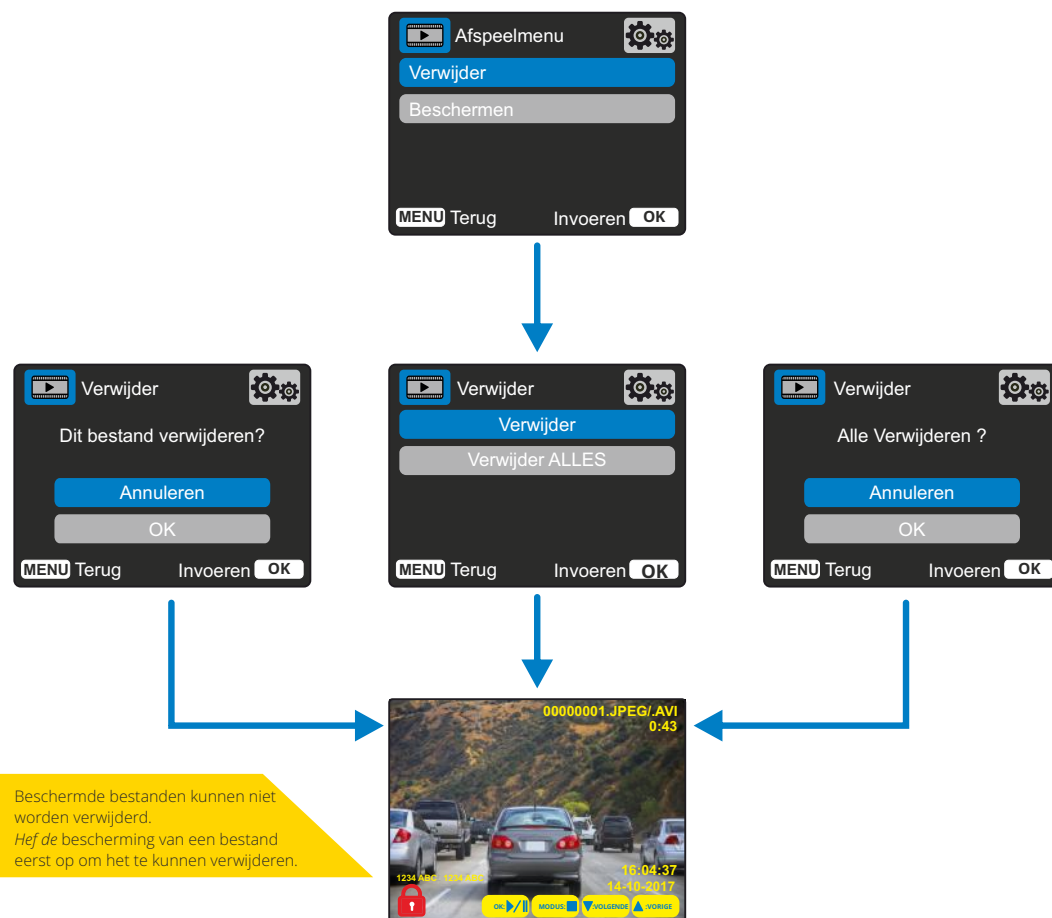 Afspeelmenu
Verwijder
Beschermen
MENU Terug Invoeren OK
Verwijder
Dit bestand verwijderen?
Annuleren
OK
MENU Terug Invoeren OK
Verwijder
Verwijder
Verwijder ALLES
MENU Terug Invoeren OK
Verwijder
Alle Verwijderen ?
Annuleren
OK
MENU Terug Invoeren OK
00000001.JPEG/.AVI
0:43
16:04:37
14-10-2017
1234 ABC 1234 ABC
OK: MODUS: :VOLGENDE :VORIGE
Beschermde bestanden kunnen niet
worden verwijderd.
Hef de bescherming van een bestand
eerst op om het te kunnen verwijderen.